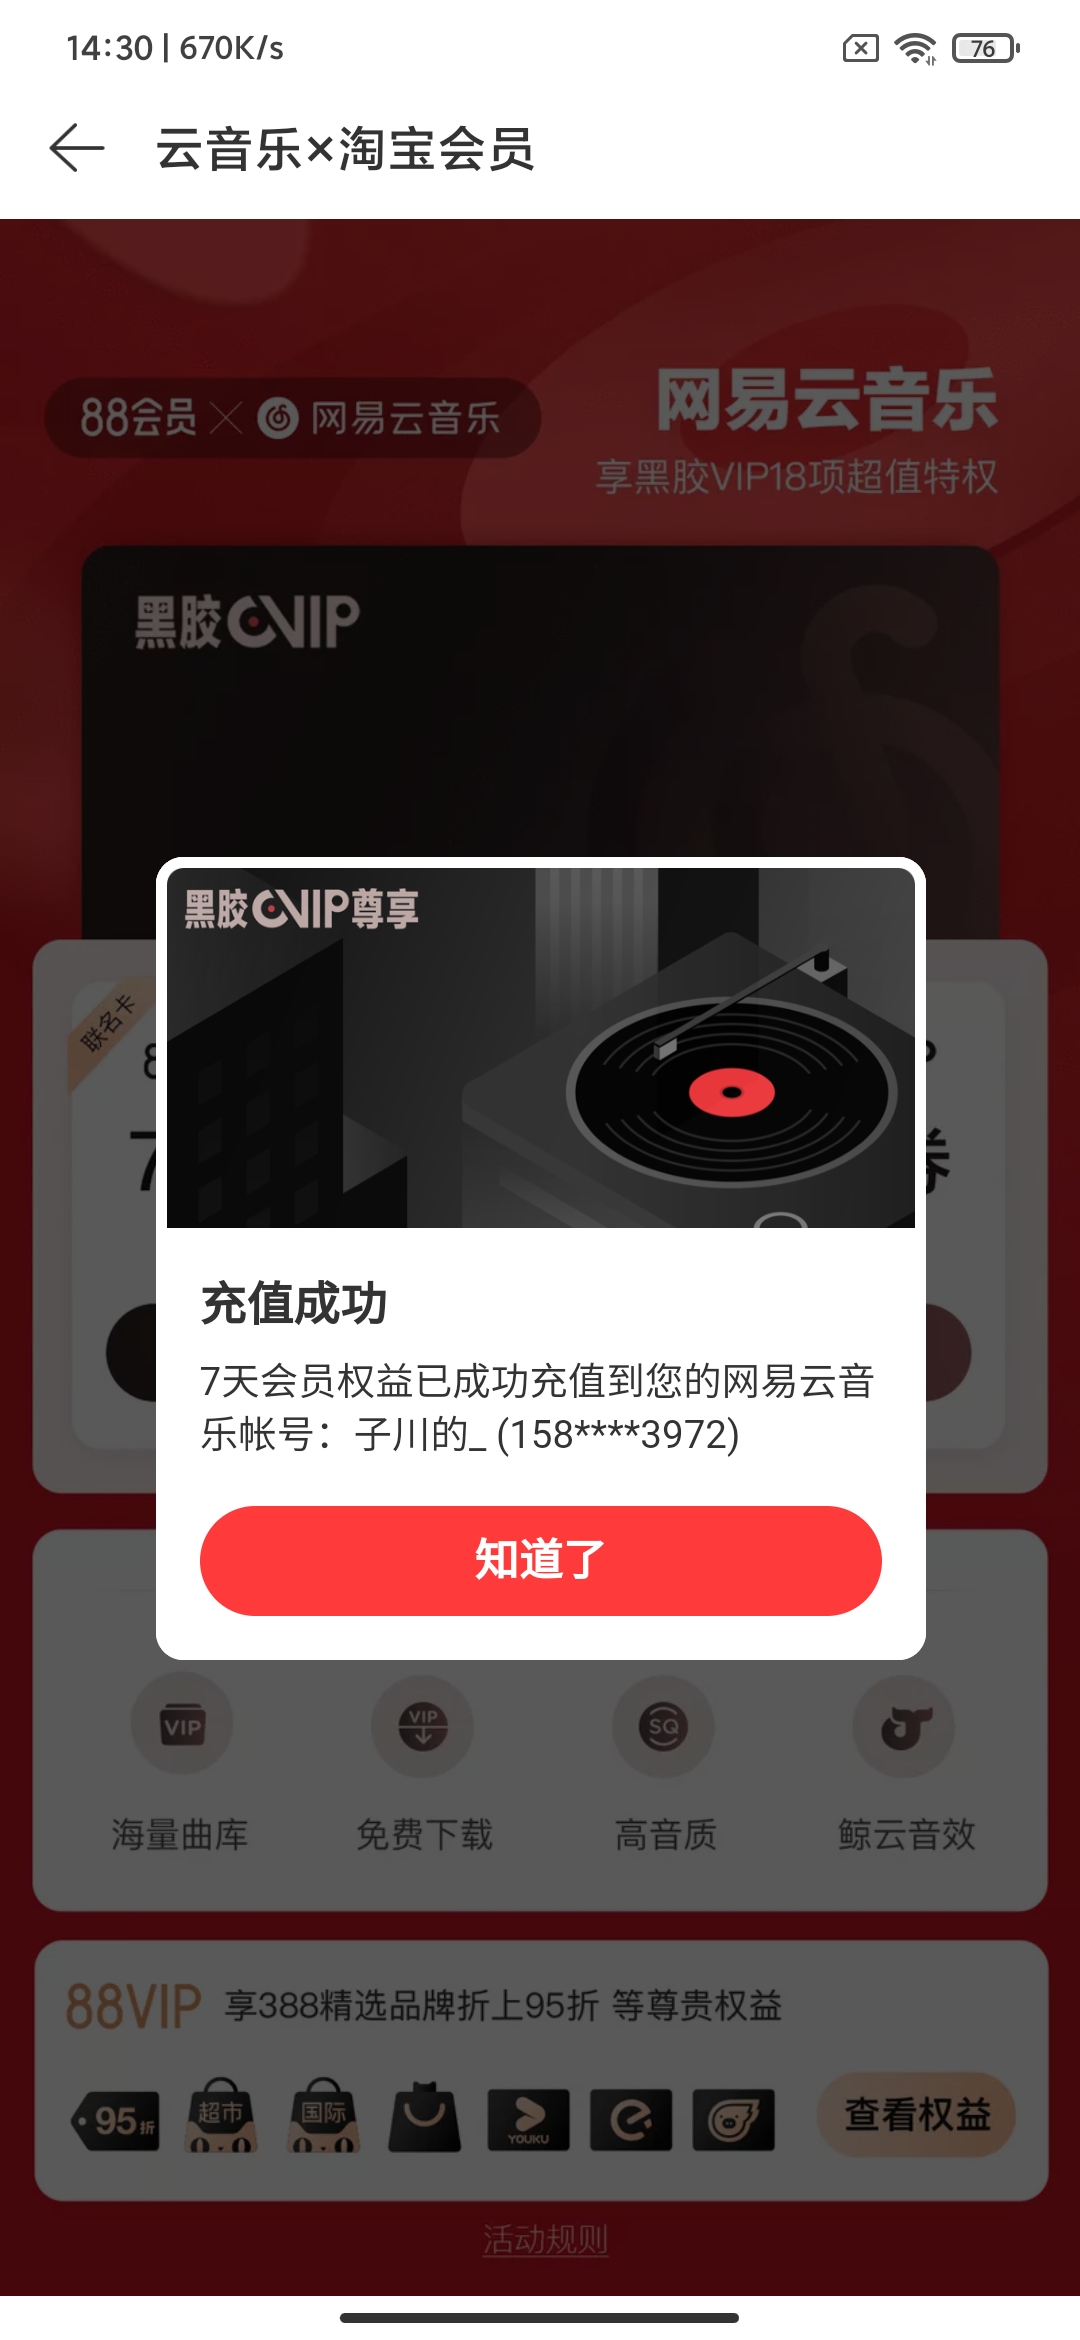 14:30 | 670K/s
76
云音乐×淘宝会员
88会员 × 网易云音乐
网易云音乐
享黑胶VIP18项超值特权
黑胶VIP
联名卡
黑胶VIP尊享
充值成功
7天会员权益已成功充值到您的网易云音
乐帐号：子川的_ (158****3972)
知道了
VIP
VIP
SQ
海量曲库
免费下载
高音质
鲸云音效
88VIP 享388精选品牌折上95折 等尊贵权益
95折
超市
国际
YOUKU
查看权益
活动规则